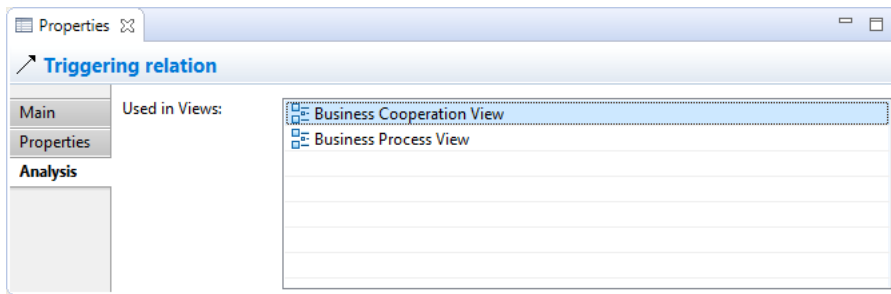 Properties
Triggering relation
Main
Used in Views:
Business Cooperation View
Properties
Business Process View
Analysis